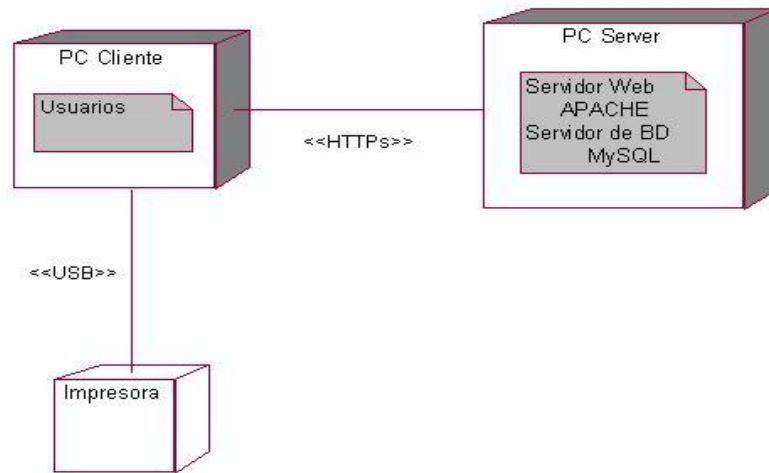 PC Cliente
Usuarios
<<HTTPs>>
PC Server
Servidor Web
APACHE
Servidor de BD
MySQL
<<USB>>
Impresora